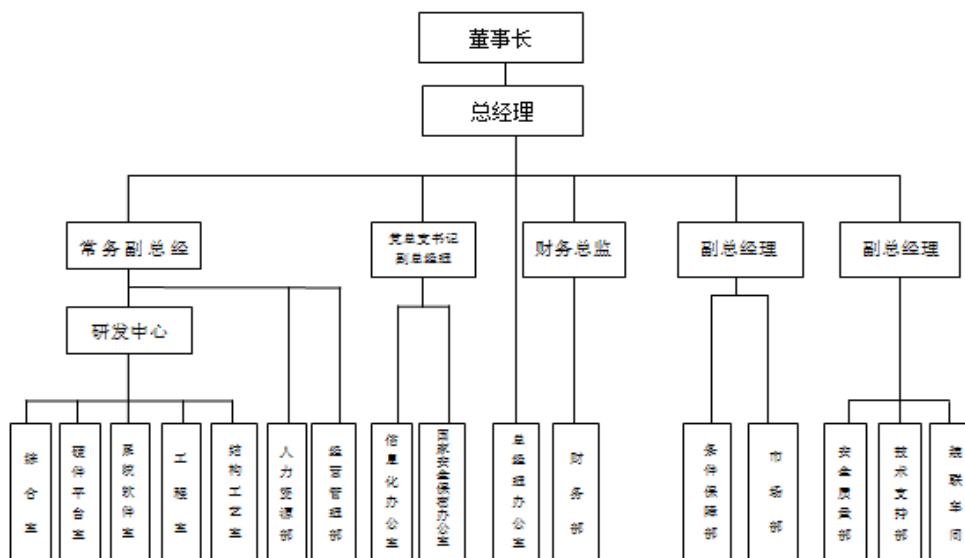 董事长
总经理
常务副总经
党总支书记
副总经理
财务总监
副总经理
副总经理
研发中心
综合室
硬件平台室
系统软件室
工程室
结构工艺室
人力资源部
经营管理部
信息化办公室
国家安全保密办公室
总经理办公室
财务部
条件保障部
市场部
安全质量部
技术支持部
装联车间